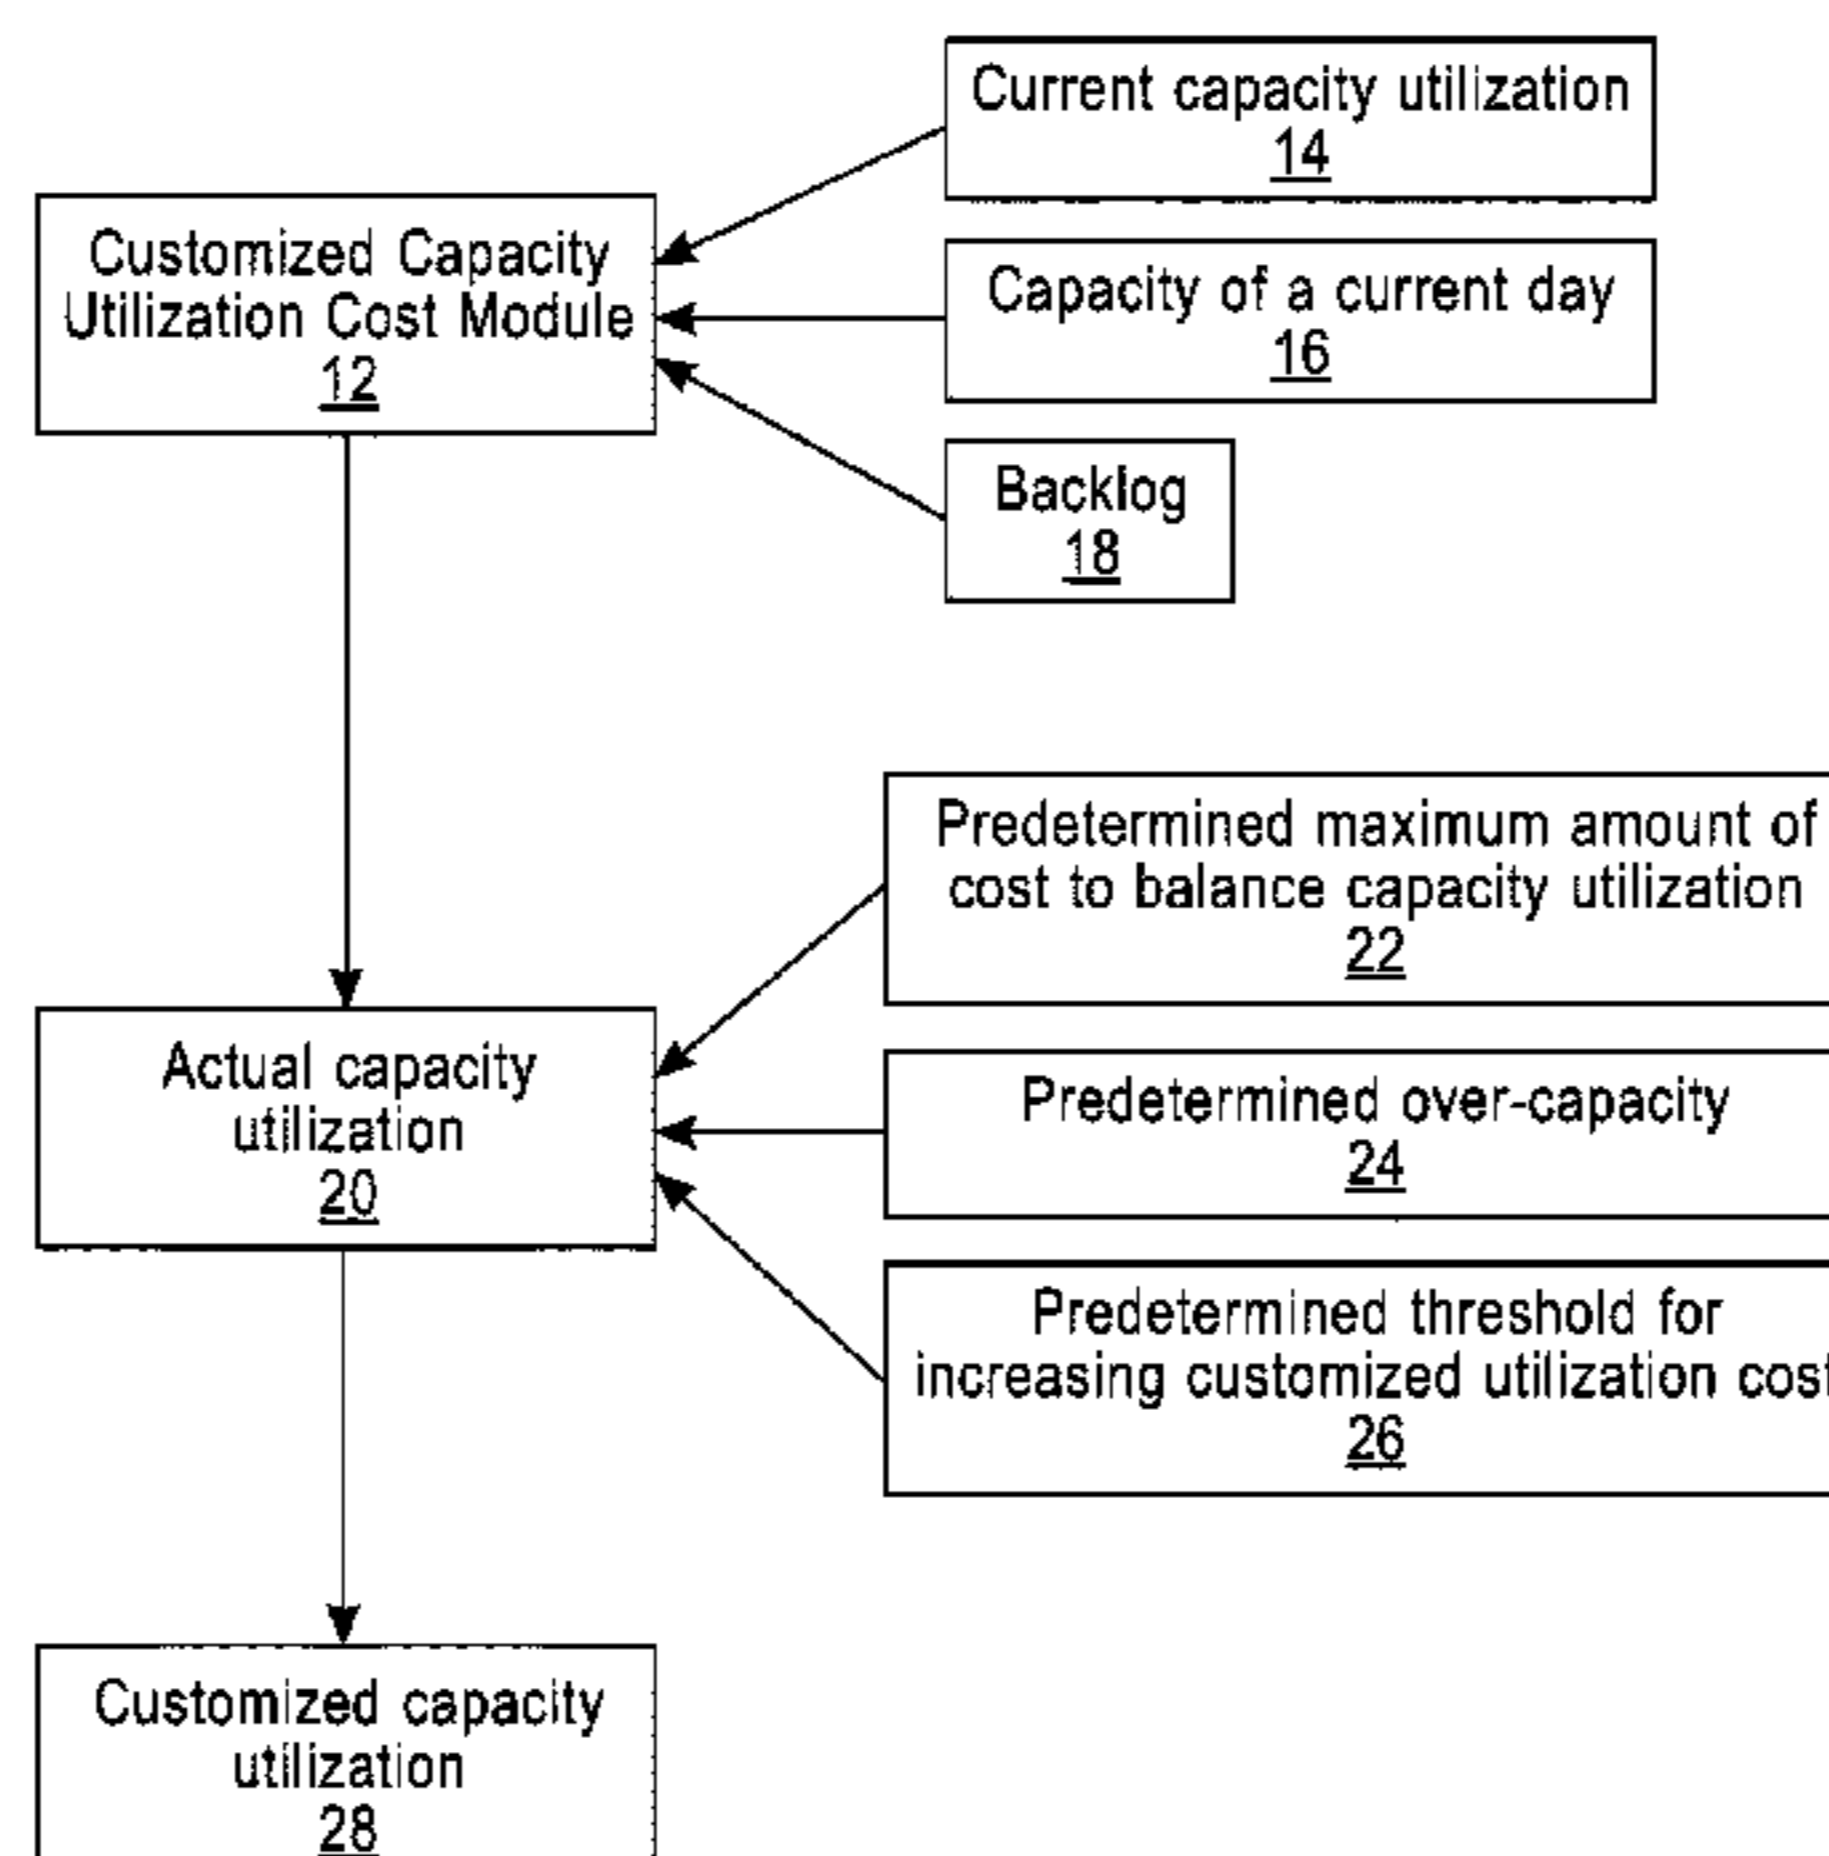 Current capacity utilization
14
Customized Capacity
Utilization Cost Module
12
Capacity of a current day
16
Backlog
18
Predetermined maximum amount of
cost to balance capacity utilization
22
Actual capacity
utilization
20
Predetermined over-capacity
24
Predetermined threshold for
increasing customized utilization cost
26
Customized capacity
utilization
28